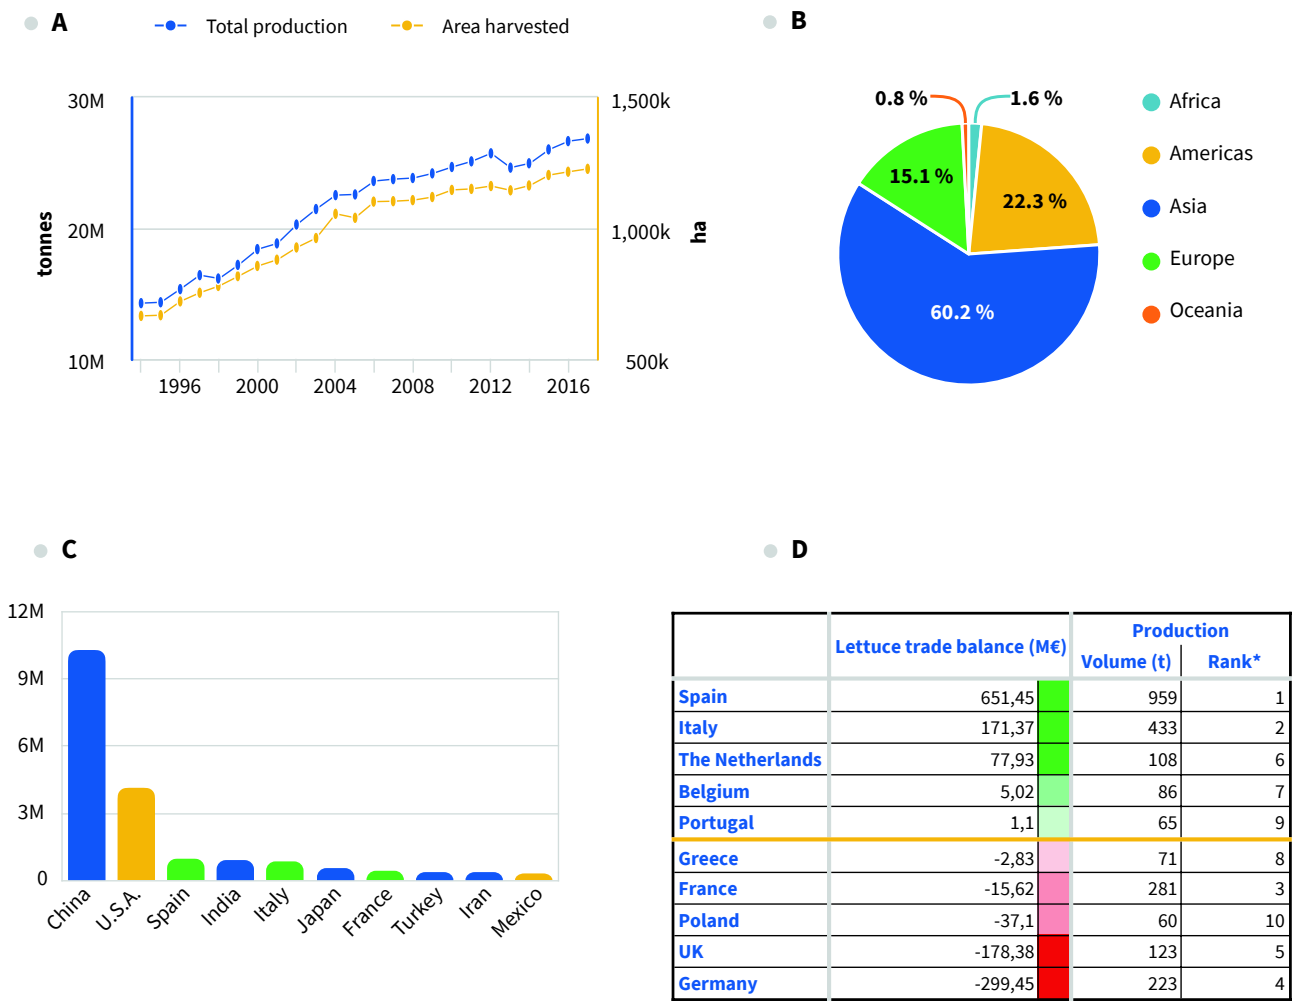 A
Total production
Area harvested
30M
20M
10M
tonnes
1,500k
1,000k
500k
ha
1996
2000
2004
2008
2012
2016
B
0.8 %
1.6 %
15.1 %
22.3 %
60.2 %
Africa
Americas
Asia
Europe
Oceania
C
12M
9M
6M
3M
0
China
U.S.A.
Spain
India
Italy
Japan
France
Turkey
Iran
Mexico
D
Lettuce trade balance (M€)
Production
Volume (t)
Rank*
Spain 651,45 959 1
Italy 171,37 433 2
The Netherlands 77,93 108 6
Belgium 5,02 86 7
Portugal 1,1 65 9
Greece -2,83 71 8
France -15,62 281 3
Poland -37,1 60 10
UK -178,38 123 5
Germany -299,45 223 4